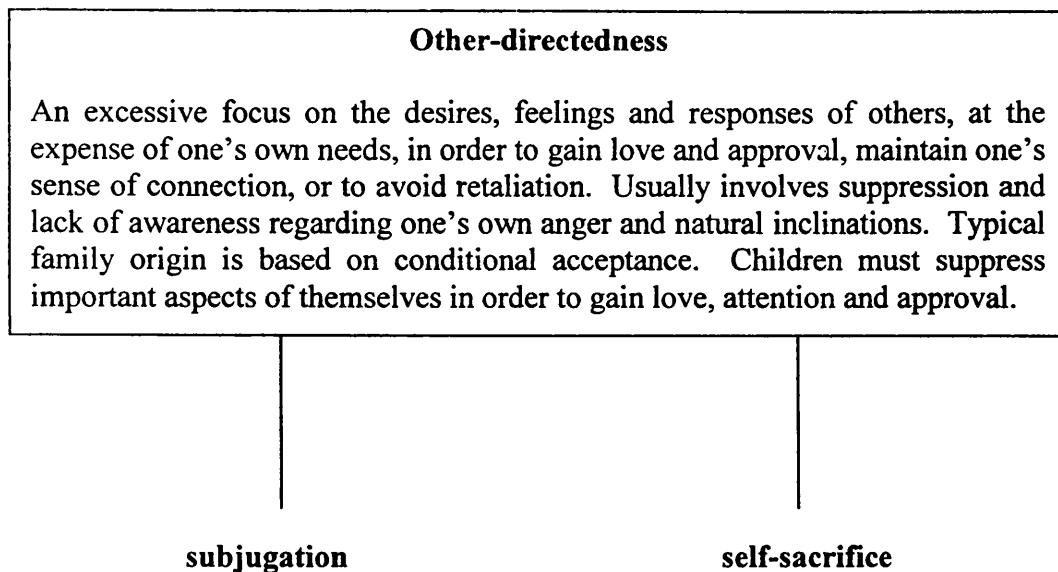 Other-directedness
An excessive focus on the desires, feelings and responses of others, at the
expense of one's own needs, in order to gain love and approval, maintain one's
sense of connection, or to avoid retaliation. Usually involves suppression and
lack of awareness regarding one's own anger and natural inclinations. Typical
family origin is based on conditional acceptance. Children must suppress
important aspects of themselves in order to gain love, attention and approval.
subjugation self-sacrifice